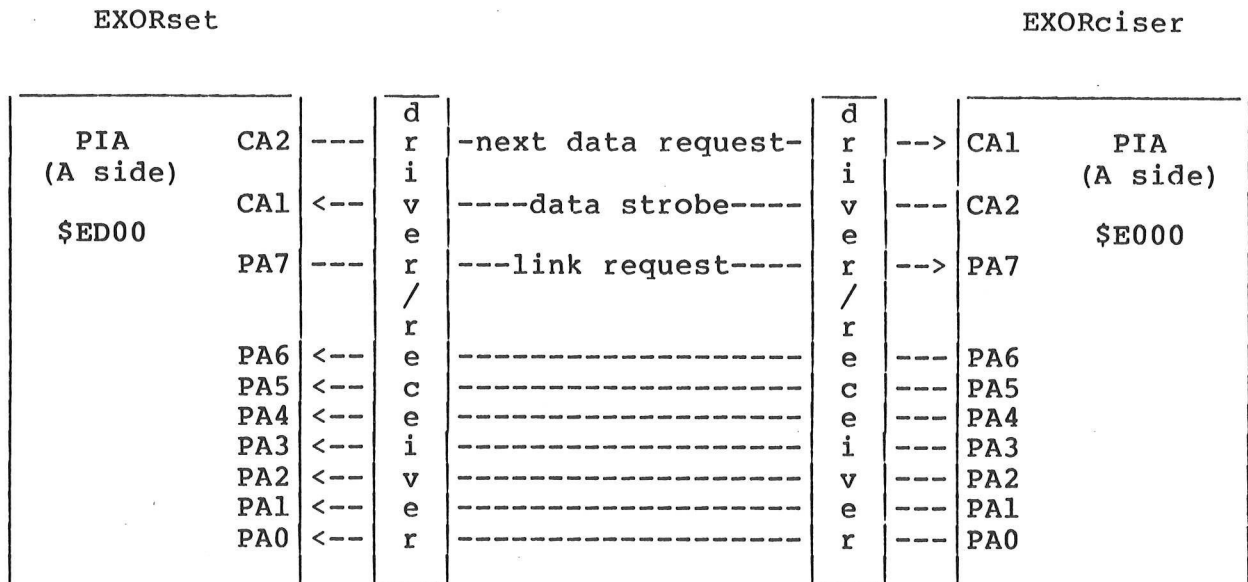 EXORset EXORciser
d d
PIA CA2 --- r -next data request- r --> CA1 PIA
(A side) i i (A side)
CA1 <-- v ----data strobe---- v --- CA2
$ED00 e e $E000
PA7 --- r ---link request---- r --> PA7
/ /
r r
PA6 <-- e ------------------- e --- PA6
PA5 <-- c ------------------- c --- PA5
PA4 <-- e ------------------- e --- PA4
PA3 <-- i ------------------- i --- PA3
PA2 <-- v ------------------- v --- PA2
PA1 <-- e ------------------- e --- PA1
PA0 <-- r ------------------- r --- PA0